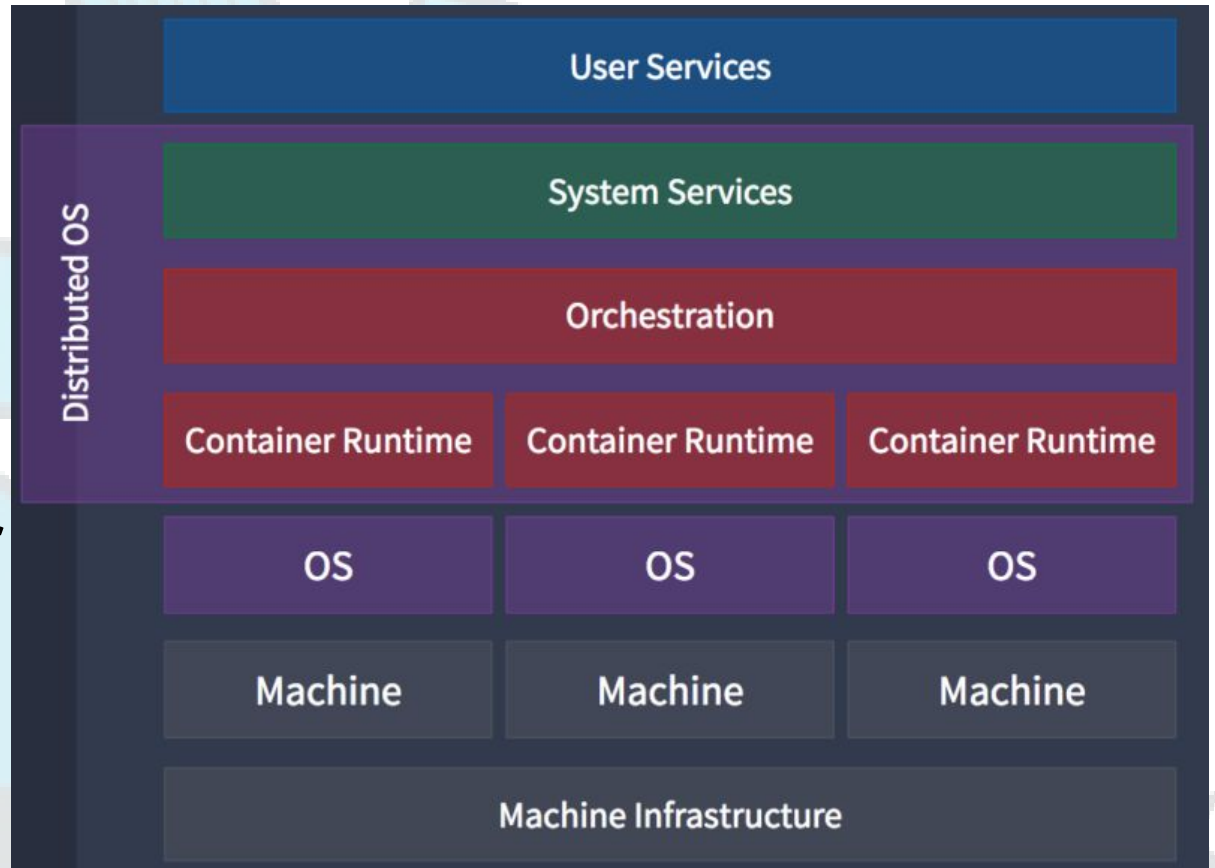 User Services
Distributed OS
System Services
Orchestration
Container Runtime Container Runtime Container Runtime
OS OS OS
Machine Machine Machine
Machine Infrastructure